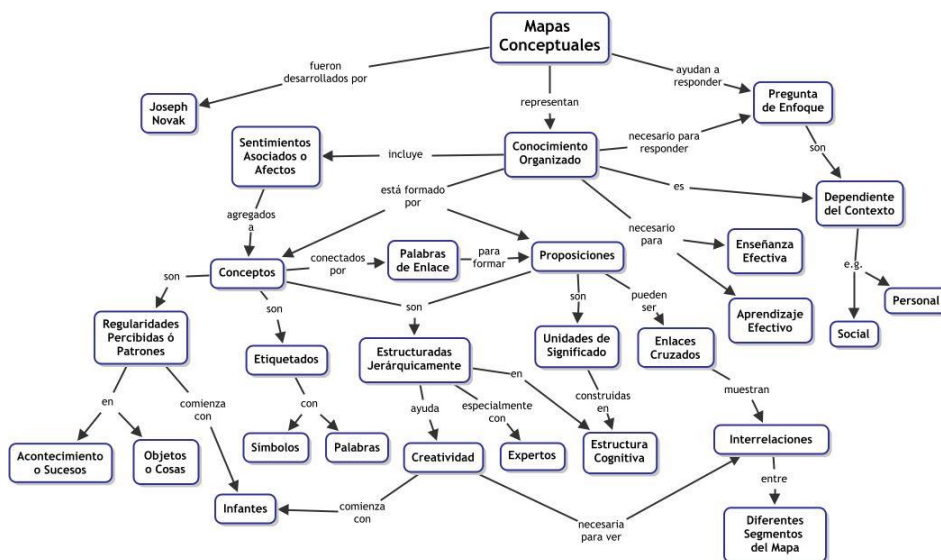 Mapas
Conceptuales
fueron
desarrollados por
ayudan a
responder
representan
Joseph
Novak
Pregunta
de Enfoque
Sentimientos
Asociados o
Afectos
incluye
Conocimiento
Organizado
necesario para
responder
son
es
Dependiente
del Contexto
está formado
por
agregados
a
necesario
para
Enseñanza
Efectiva
Conceptos
conectados
por
Palabras
de Enlace
para
formar
Proposiciones
e.g.
Personal
Social
Aprendizaje
Efectivo
son
son
son
son
pueden
ser
Regularidades
Percibidas ó
Patrones
Etiquetados
Estructuradas
Jerárquicamente
Unidades de
Significado
Enlaces
Cruzados
en
comienza
con
con
ayuda
especialmente
con
en
construidas
en
muestran
Acontecimiento
o Sucesos
Objetos
o Cosas
Símbolos
Palabras
Creatividad
Expertos
Estructura
Cognitiva
Interrelaciones
Infantes
comienza
con
necesaria
para ver
entre
Diferentes
Segmentos
del Mapa